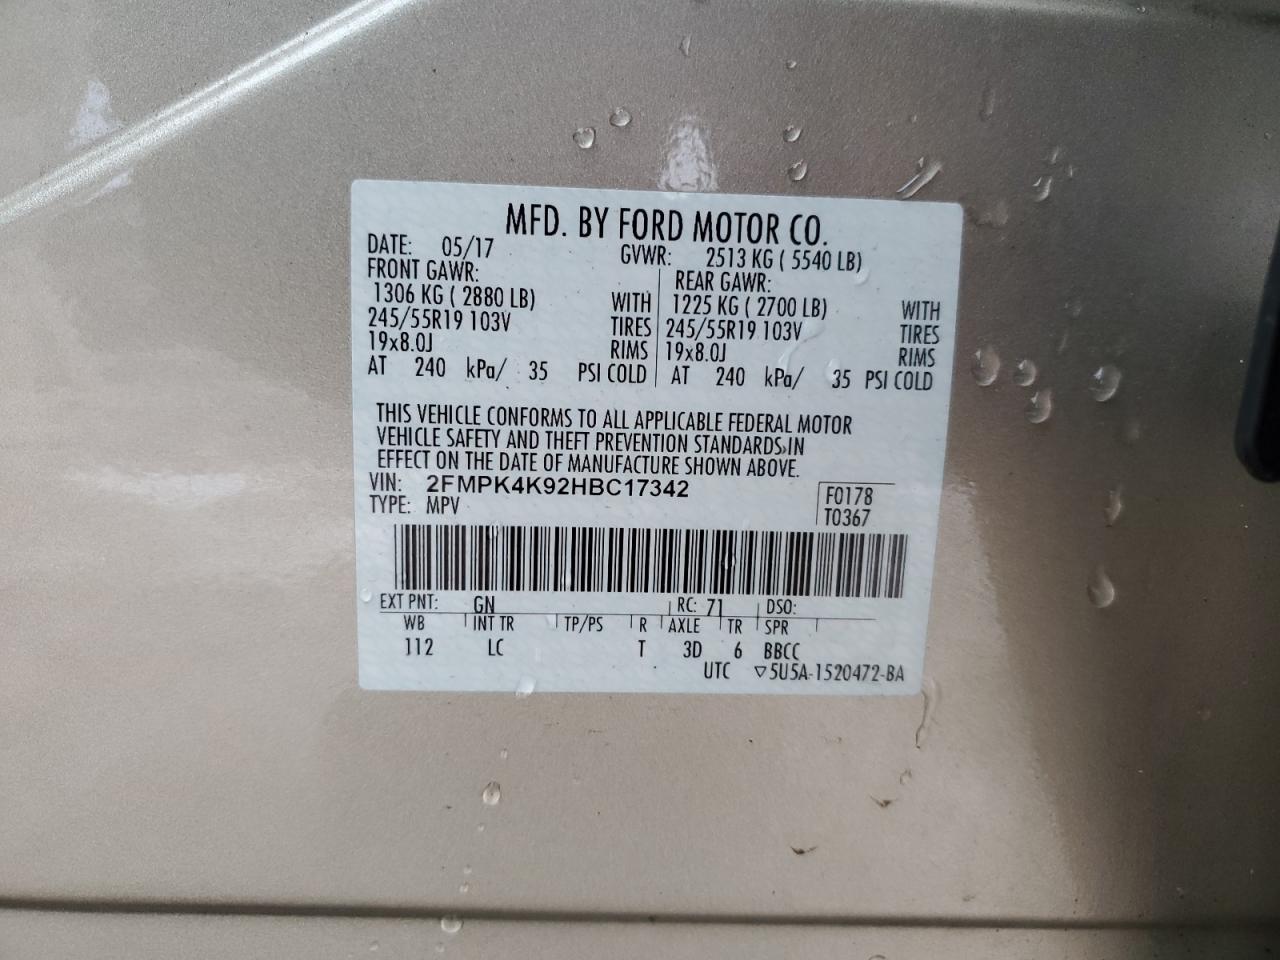 MFD. BY FORD MOTOR CO.
DATE: 05/17 GVWR: 2513 KG ( 5540 LB)
FRONT GAWR: REAR GAWR:
1306 KG ( 2880 LB) WITH 1225 KG ( 2700 LB) WITH
245/55R19 103V TIRES 245/55R19 103V TIRES
19x8.0J RIMS 19x8.0J RIMS
AT 240 kPa/ 35 PSI COLD AT 240 kPa/ 35 PSI COLD
THIS VEHICLE CONFORMS TO ALL APPLICABLE FEDERAL MOTOR
VEHICLE SAFETY AND THEFT PREVENTION STANDARDS IN
EFFECT ON THE DATE OF MANUFACTURE SHOWN ABOVE.
VIN: 2FMPK4K92HBC17342 F0178
TYPE: MPV T0367
EXT PNT: GN RC: 71 DSO:
WB INT TR TP/PS R AXLE TR SPR
112 LC T 3D 6 BBCC
UTC ▽5U5A-1520472-BA